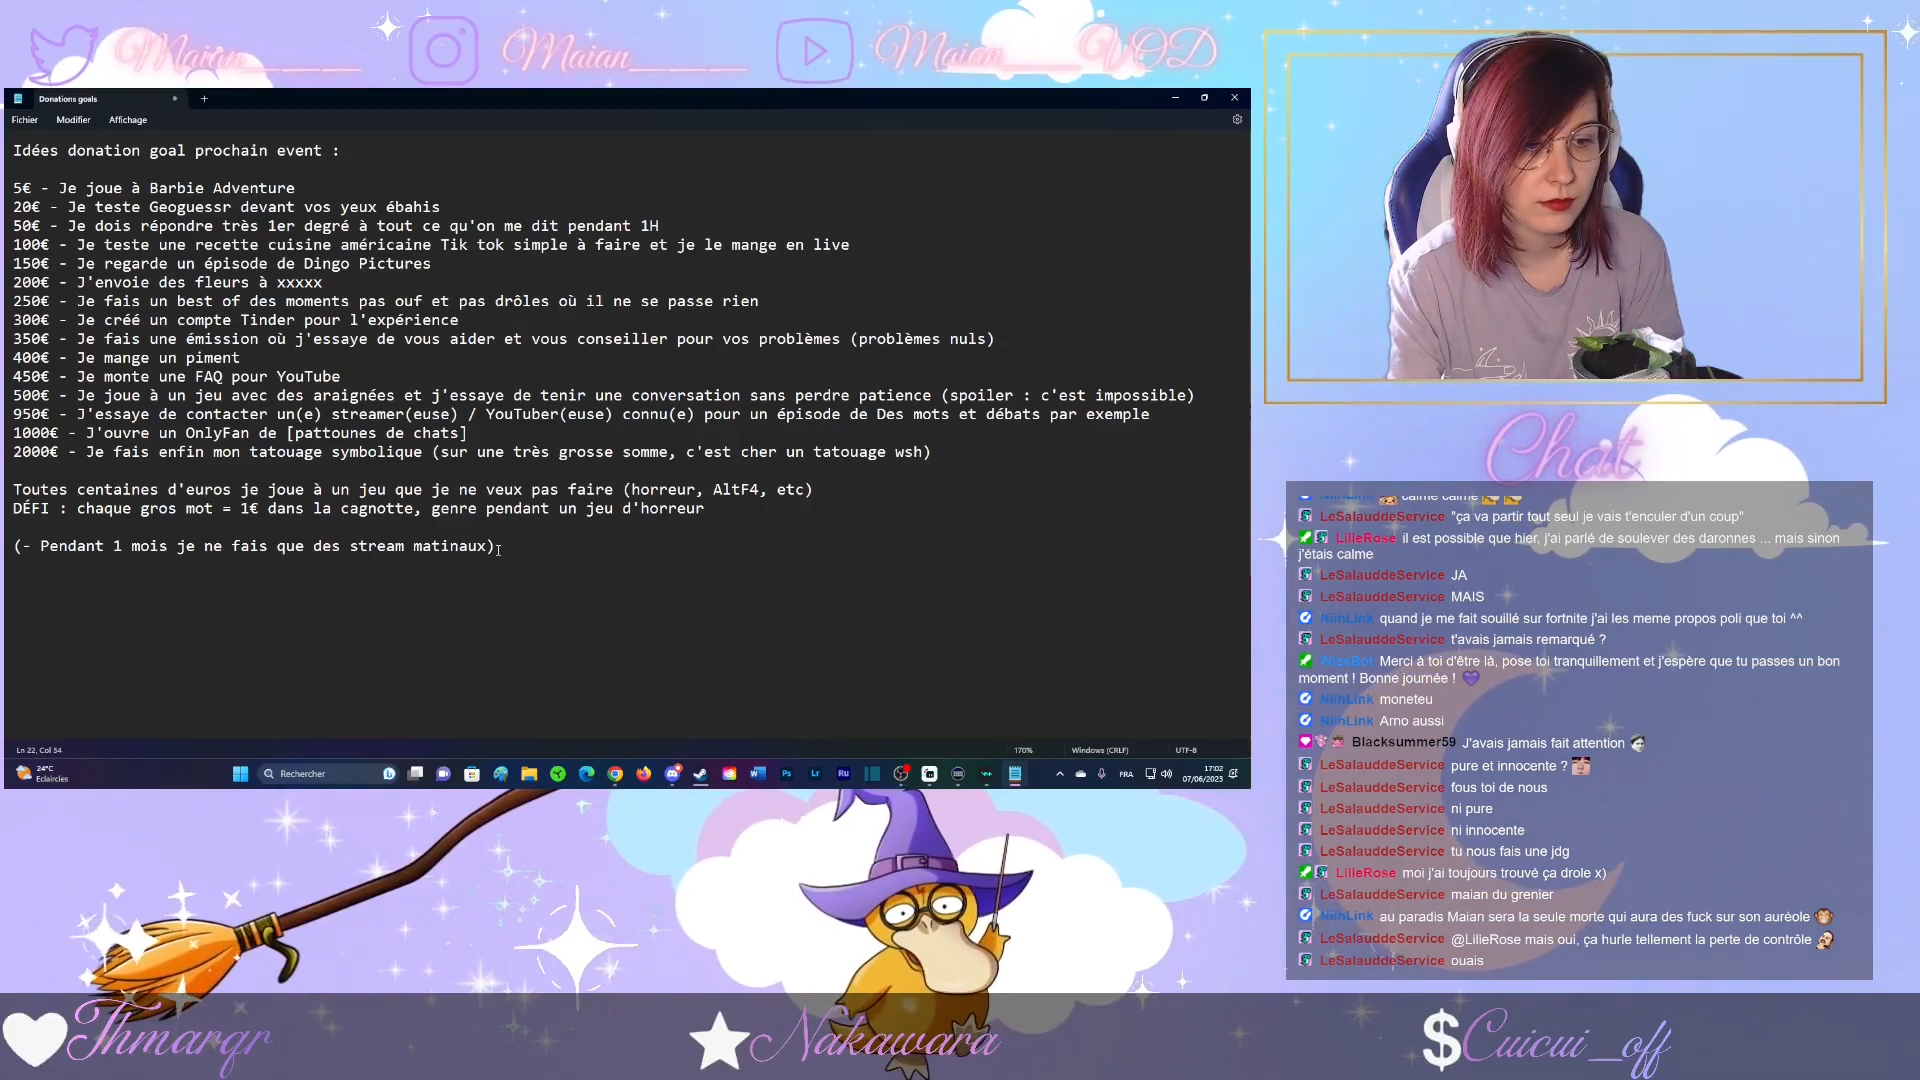 Maian____
Maian____
Maian____VOD
Donations goals
Fichier Modifier Affichage
Idées donation goal prochain event :
5€ - Je joue à Barbie Adventure
20€ - Je teste Geoguessr devant vos yeux ébahis
50€ - Je dois répondre très 1er degré à tout ce qu'on me dit pendant 1H
100€ - Je teste une recette cuisine américaine Tik tok simple à faire et je le mange en live
150€ - Je regarde un épisode de Dingo Pictures
200€ - J'envoie des fleurs à xxxxx
250€ - Je fais un best of des moments pas ouf et pas drôles où il ne se passe rien
300€ - Je créé un compte Tinder pour l'expérience
350€ - Je fais une émission où j'essaye de vous aider et vous conseiller pour vos problèmes (problèmes nuls)
400€ - Je mange un piment
450€ - Je monte une FAQ pour YouTube
500€ - Je joue à un jeu avec des araignées et j'essaye de tenir une conversation sans perdre patience (spoiler : c'est impossible)
950€ - J'essaye de contacter un(e) streamer(euse) / YouTuber(euse) connu(e) pour un épisode de Des mots et débats par exemple
1000€ - J'ouvre un OnlyFan de [pattounes de chats]
2000€ - Je fais enfin mon tatouage symbolique (sur une très grosse somme, c'est cher un tatouage wsh)
Toutes centaines d'euros je joue à un jeu que je ne veux pas faire (horreur, AltF4, etc)
DÉFI : chaque gros mot = 1€ dans la cagnotte, genre pendant un jeu d'horreur
(- Pendant 1 mois je ne fais que des stream matinaux)
Ln 22, Col 54 170% Windows (CRLF) UTF-8
24°C
Eclaircies
Rechercher
FRA
17:02
07/06/2023
Chat
NiihLink calme calme
LeSalauddeService "ça va partir tout seul je vais t'enculer d'un coup"
LilieRose il est possible que hier, j'ai parlé de soulever des daronnes ... mais sinon
j'étais calme
LeSalauddeService JA
LeSalauddeService MAIS
NiihLink quand je me fait souillé sur fortnite j'ai les meme propos poli que toi ^^
LeSalauddeService t'avais jamais remarqué ?
WizeBot Merci à toi d'être là, pose toi tranquillement et j'espère que tu passes un bon
moment ! Bonne journée !
NiihLink moneteu
NiihLink Arno aussi
Blacksummer59 J'avais jamais fait attention
LeSalauddeService pure et innocente ?
LeSalauddeService fous toi de nous
LeSalauddeService ni pure
LeSalauddeService ni innocente
LeSalauddeService tu nous fais une jdg
LilieRose moi j'ai toujours trouvé ça drole x)
LeSalauddeService maian du grenier
NiihLink au paradis Maian sera la seule morte qui aura des fuck sur son auréole
LeSalauddeService @LilieRose mais oui, ça hurle tellement la perte de contrôle
LeSalauddeService ouais
Thmarqr
Nakawara
$Cuicui_off